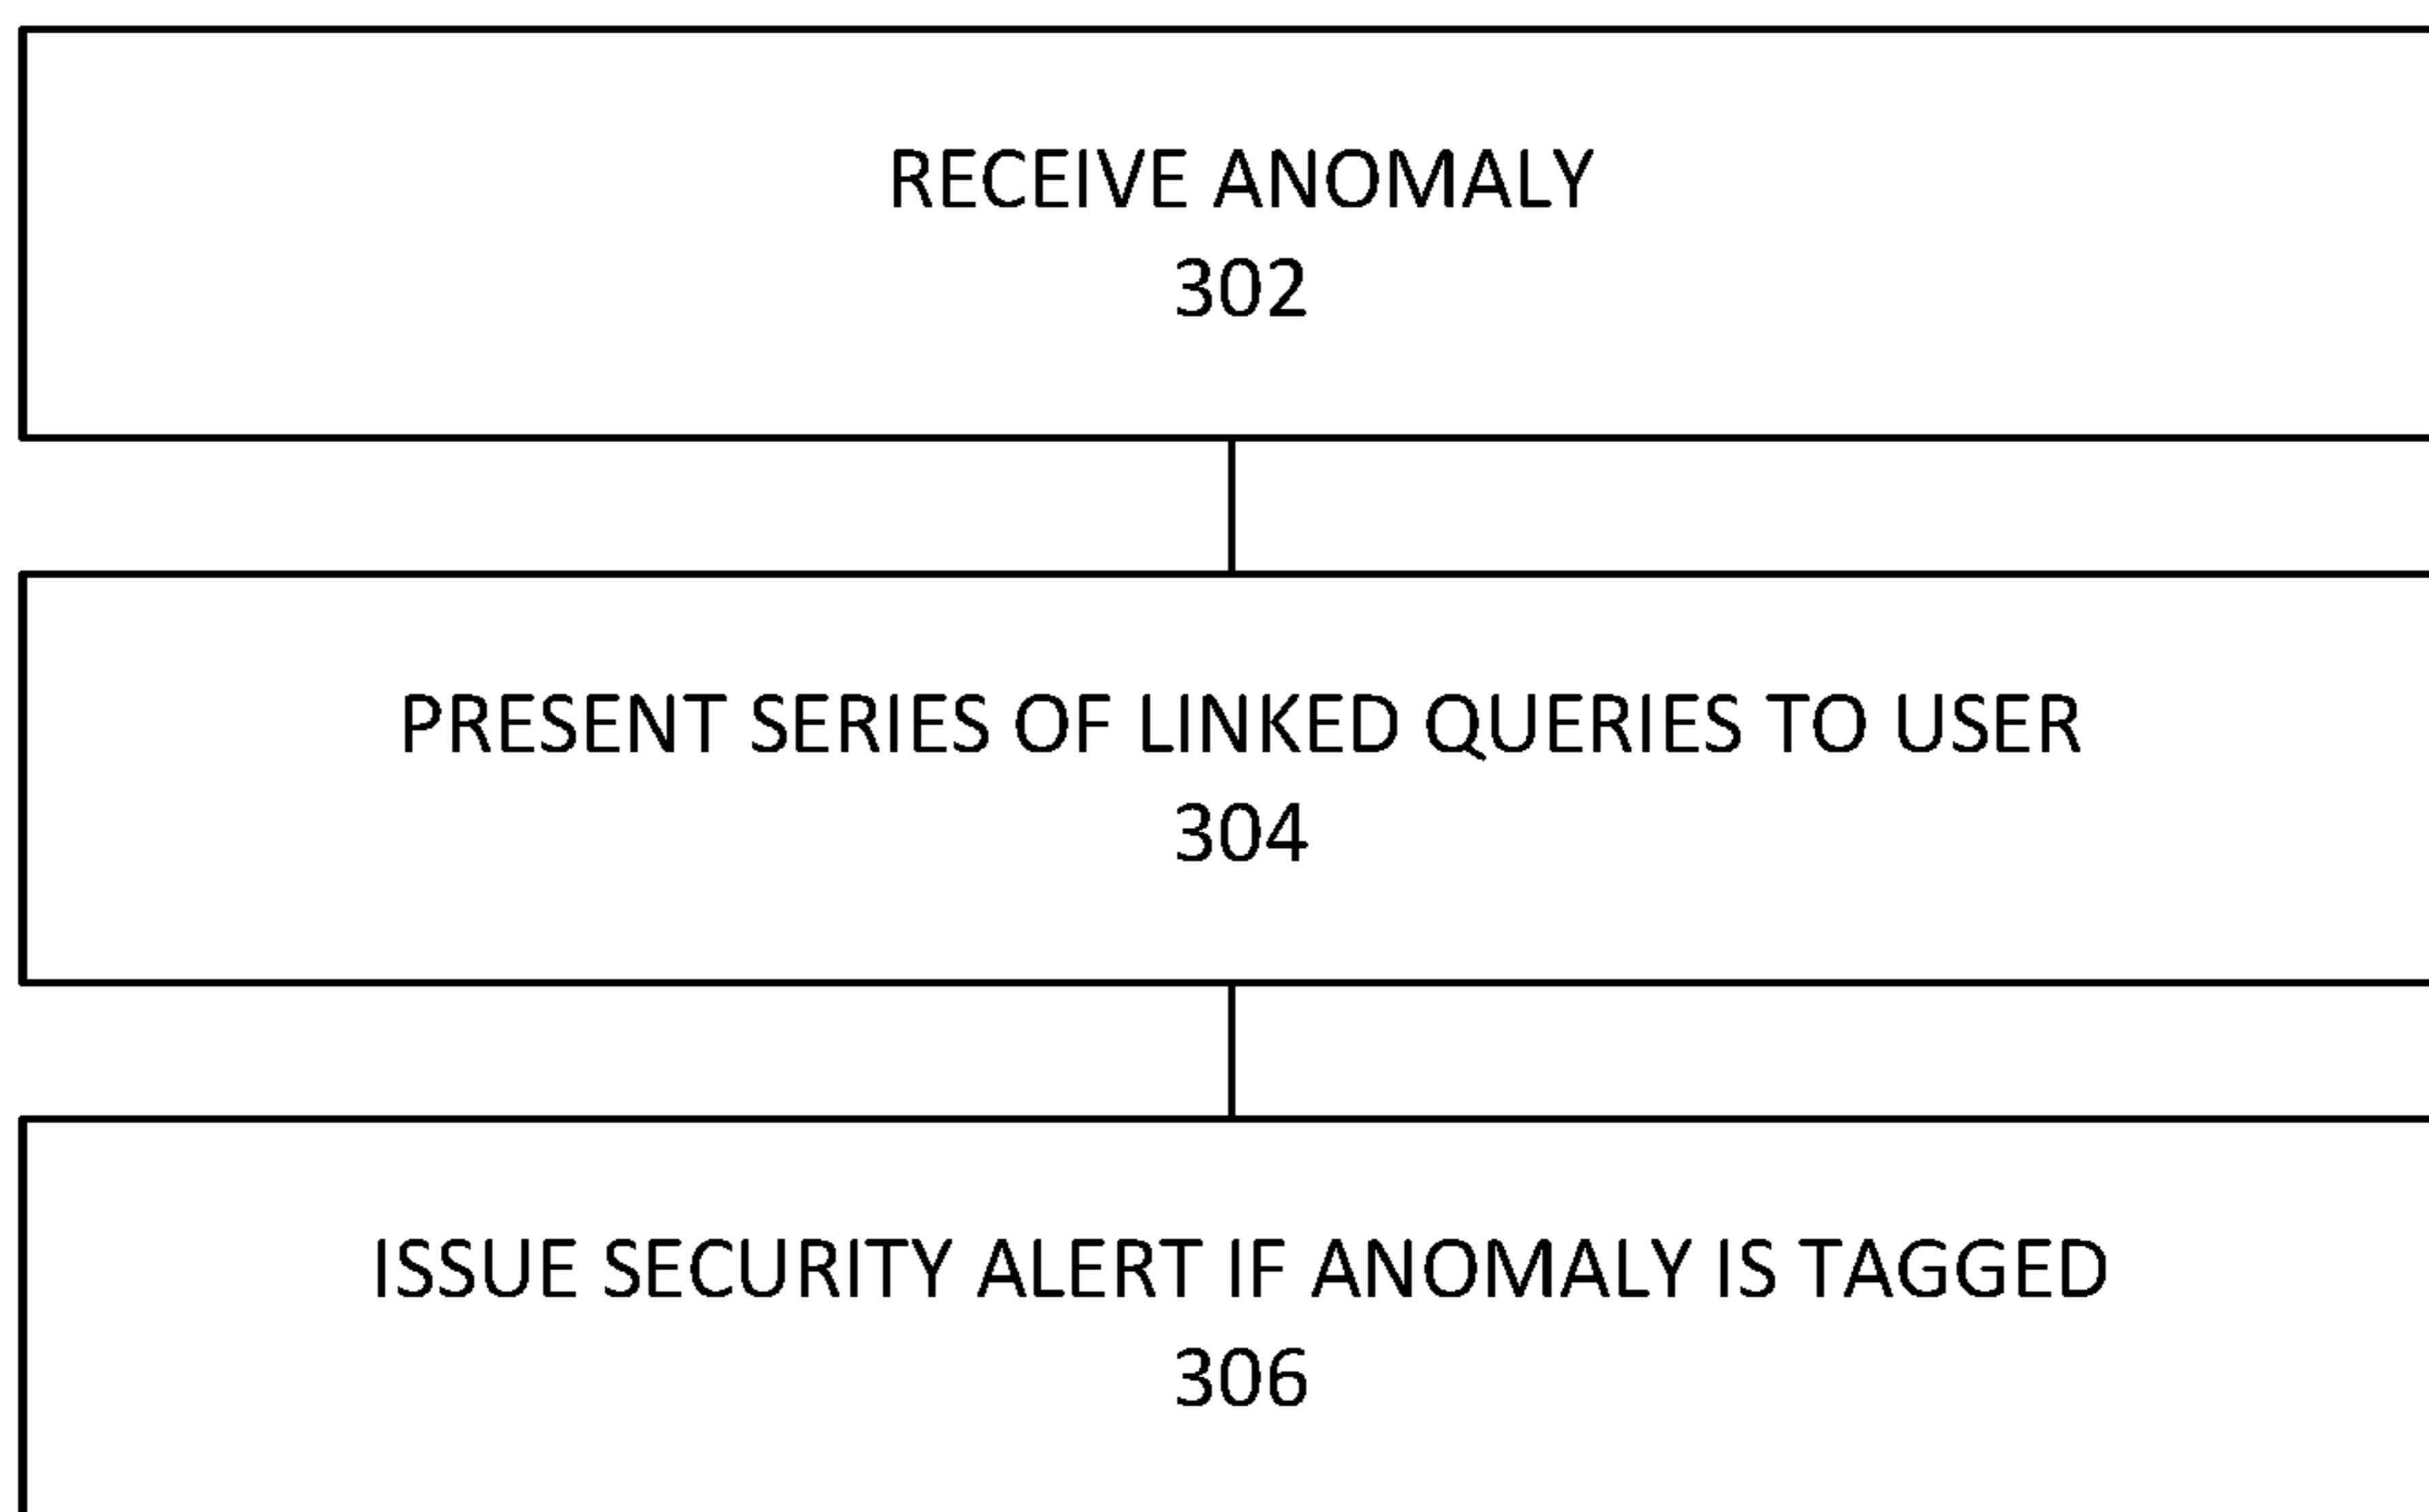 RECEIVE ANOMALY
302
PRESENT SERIES OF LINKED QUERIES TO USER
304
ISSUE SECURITY ALERT IF ANOMALY IS TAGGED
306